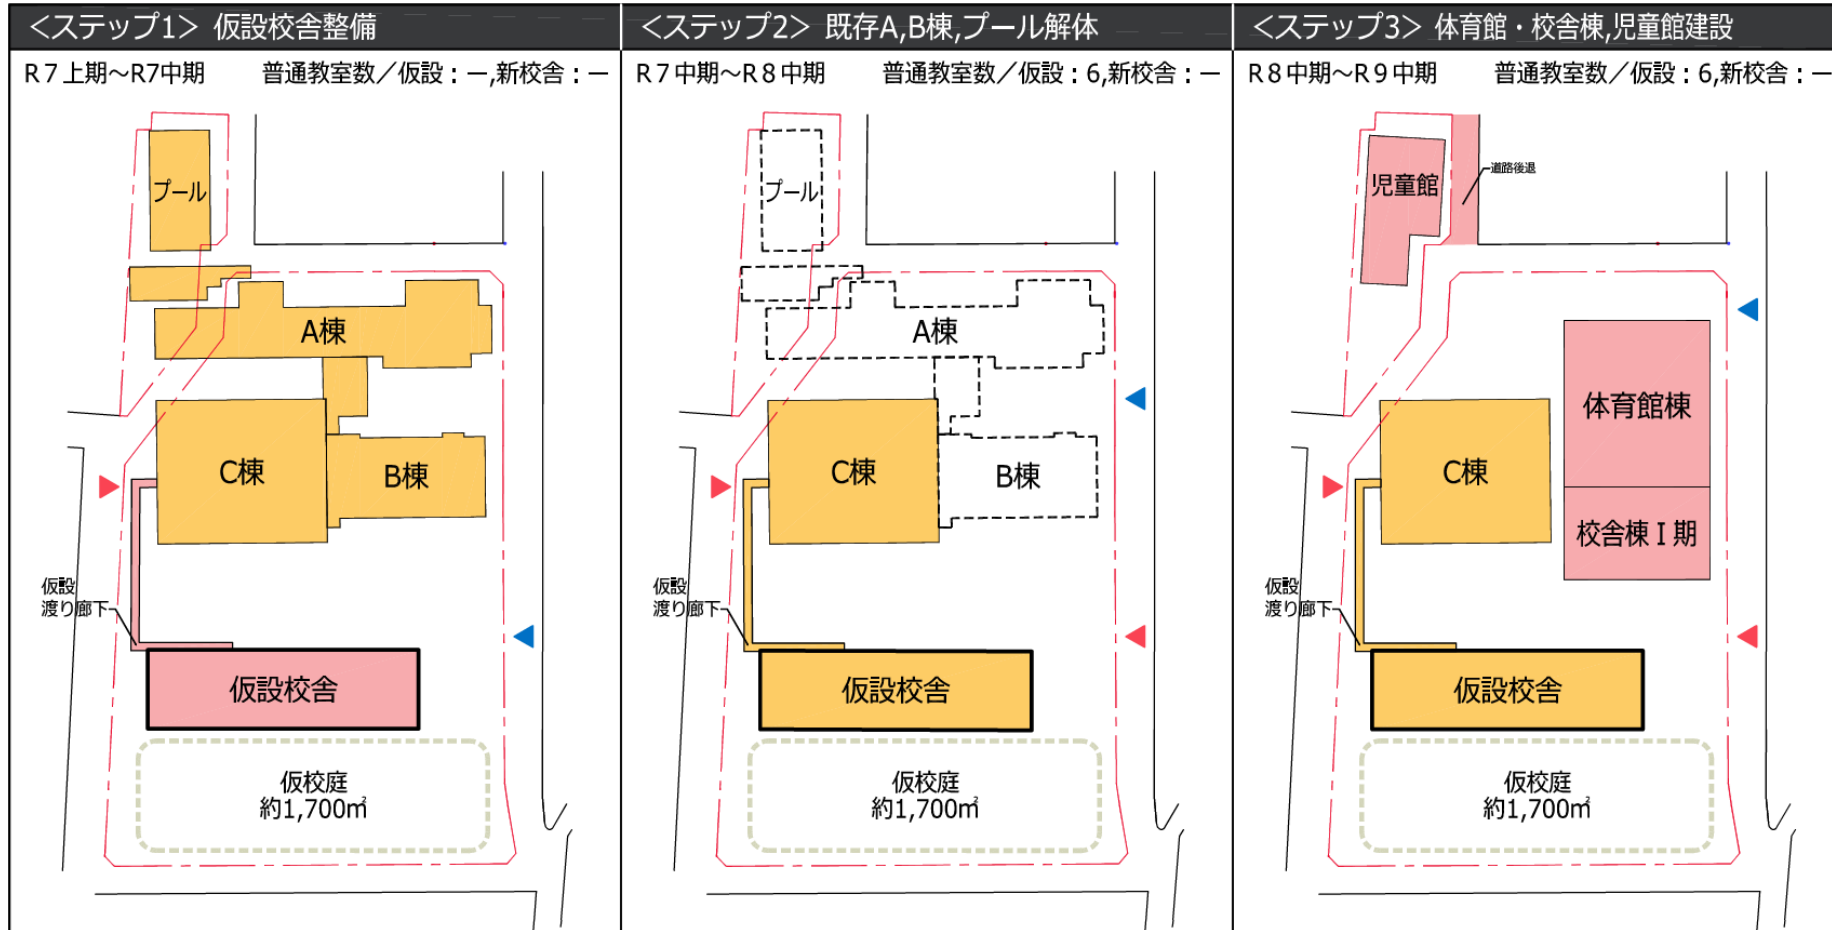 ＜ステップ1＞ 仮設校舎整備
R７上期～R7中期　普通教室数／仮設：ー,新校舎：ー
プール
A棟
C棟
B棟
仮設
渡り廊下
仮設校舎
仮校庭
約1,700㎡
＜ステップ2＞ 既存A,B棟,プール解体
R７中期～R８中期　普通教室数／仮設：6,新校舎：ー
プール
A棟
C棟
B棟
仮設
渡り廊下
仮設校舎
仮校庭
約1,700㎡
＜ステップ3＞ 体育館・校舎棟,児童館建設
R８中期～R９中期　普通教室数／仮設：6,新校舎：ー
道路後退
児童館
体育館棟
C棟
校舎棟Ⅰ期
仮設
渡り廊下
仮設校舎
仮校庭
約1,700㎡